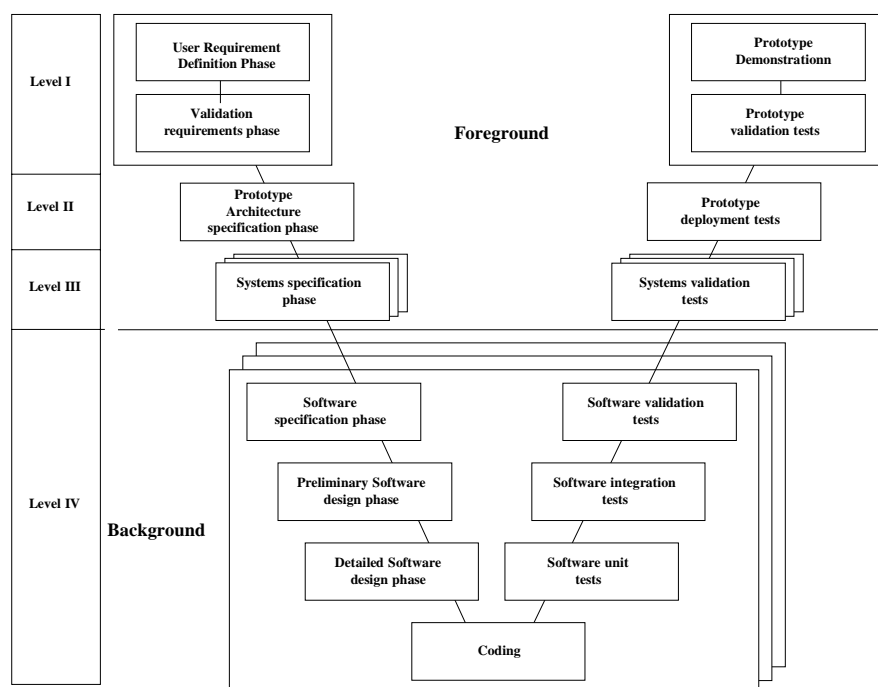 Level I
User Requirement
Definition Phase
Validation
requirements phase
Foreground
Prototype
Demonstrationn
Prototype
validation tests
Level II
Prototype
Architecture
specification phase
Prototype
deployment tests
Level III
Systems specification
phase
Systems validation
tests
Level IV
Background
Software
specification phase
Software validation
tests
Preliminary Software
design phase
Software integration
tests
Detailed Software
design phase
Software unit
tests
Coding